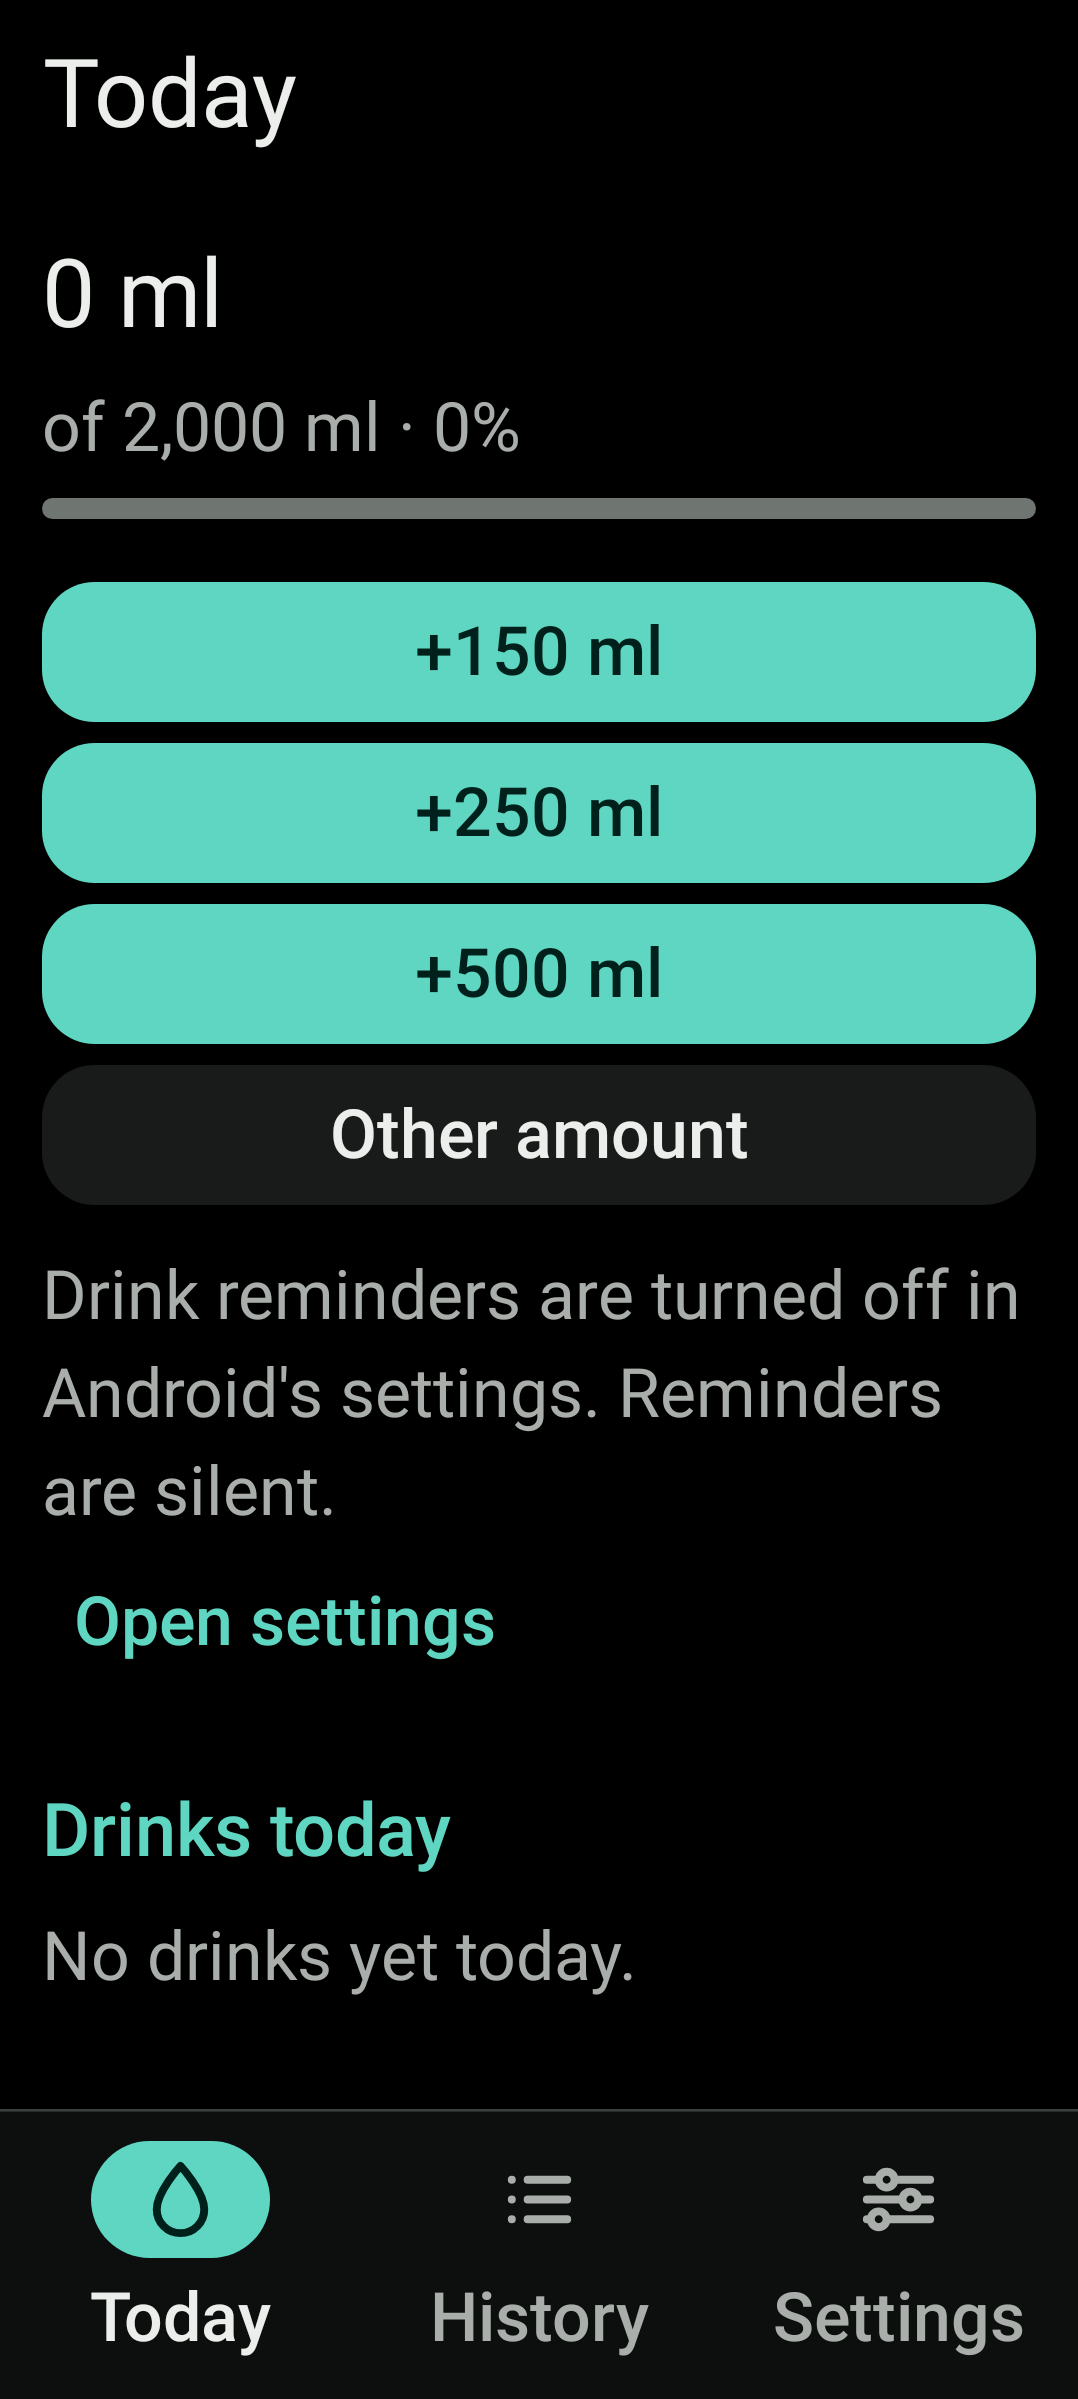 Today
0 ml
of 2,000 ml · 0%
+150 ml
+250 ml
+500 ml
Other amount
Drink reminders are turned off in
Android's settings. Reminders
are silent.
Open settings
Drinks today
No drinks yet today.
Today
History
Settings